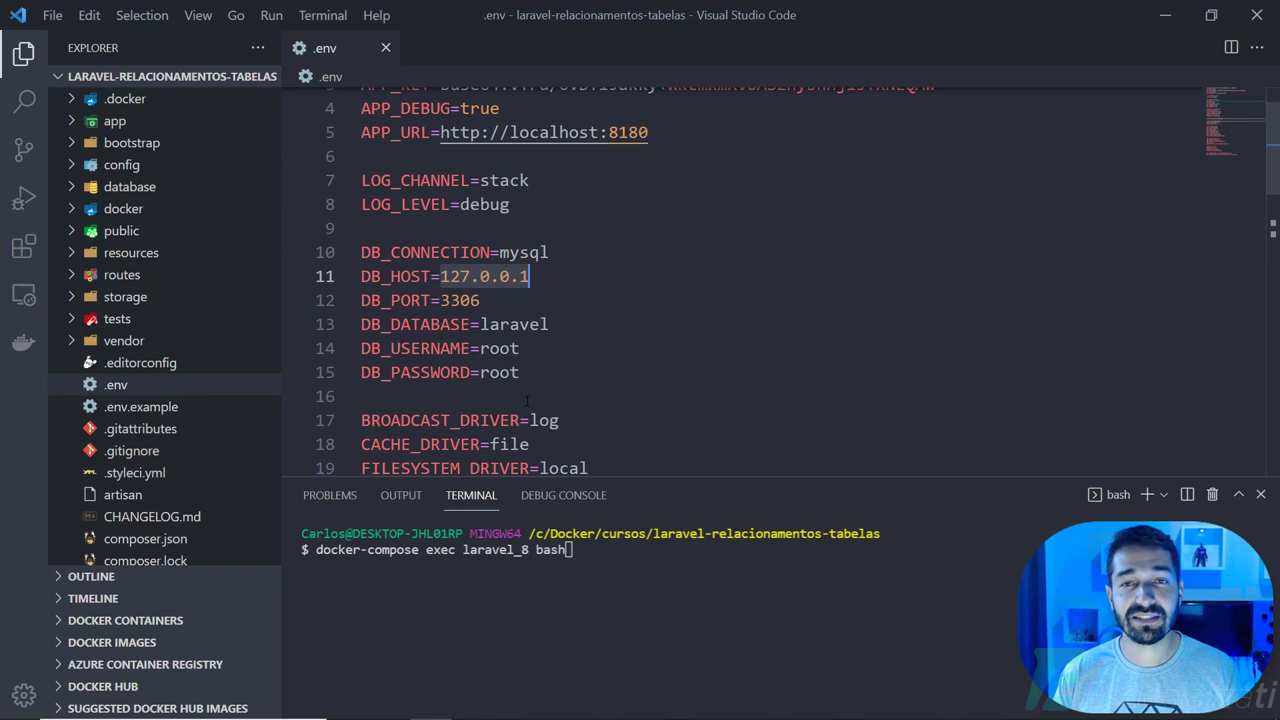 File Edit Selection View Go Run Terminal Help .env - laravel-relacionamentos-tabelas - Visual Studio Code
EXPLORER
LARAVEL-RELACIONAMENTOS-TABELAS
.docker
app
bootstrap
config
database
docker
public
resources
routes
storage
tests
vendor
.editorconfig
.env
.env.example
.gitattributes
.gitignore
.styleci.yml
artisan
CHANGELOG.md
composer.json
composer.lock
OUTLINE
TIMELINE
DOCKER CONTAINERS
DOCKER IMAGES
AZURE CONTAINER REGISTRY
DOCKER HUB
SUGGESTED DOCKER HUB IMAGES
.env
.env
4 APP_DEBUG=true
5 APP_URL=http://localhost:8180
6
7 LOG_CHANNEL=stack
8 LOG_LEVEL=debug
9
10 DB_CONNECTION=mysql
11 DB_HOST=127.0.0.1
12 DB_PORT=3306
13 DB_DATABASE=laravel
14 DB_USERNAME=root
15 DB_PASSWORD=root
16
17 BROADCAST_DRIVER=log
18 CACHE_DRIVER=file
19 FILESYSTEM_DRIVER=local
PROBLEMS OUTPUT TERMINAL DEBUG CONSOLE bash
Carlos@DESKTOP-JHL01RP MINGW64 /c/Docker/cursos/laravel-relacionamentos-tabelas
$ docker-compose exec laravel_8 bash